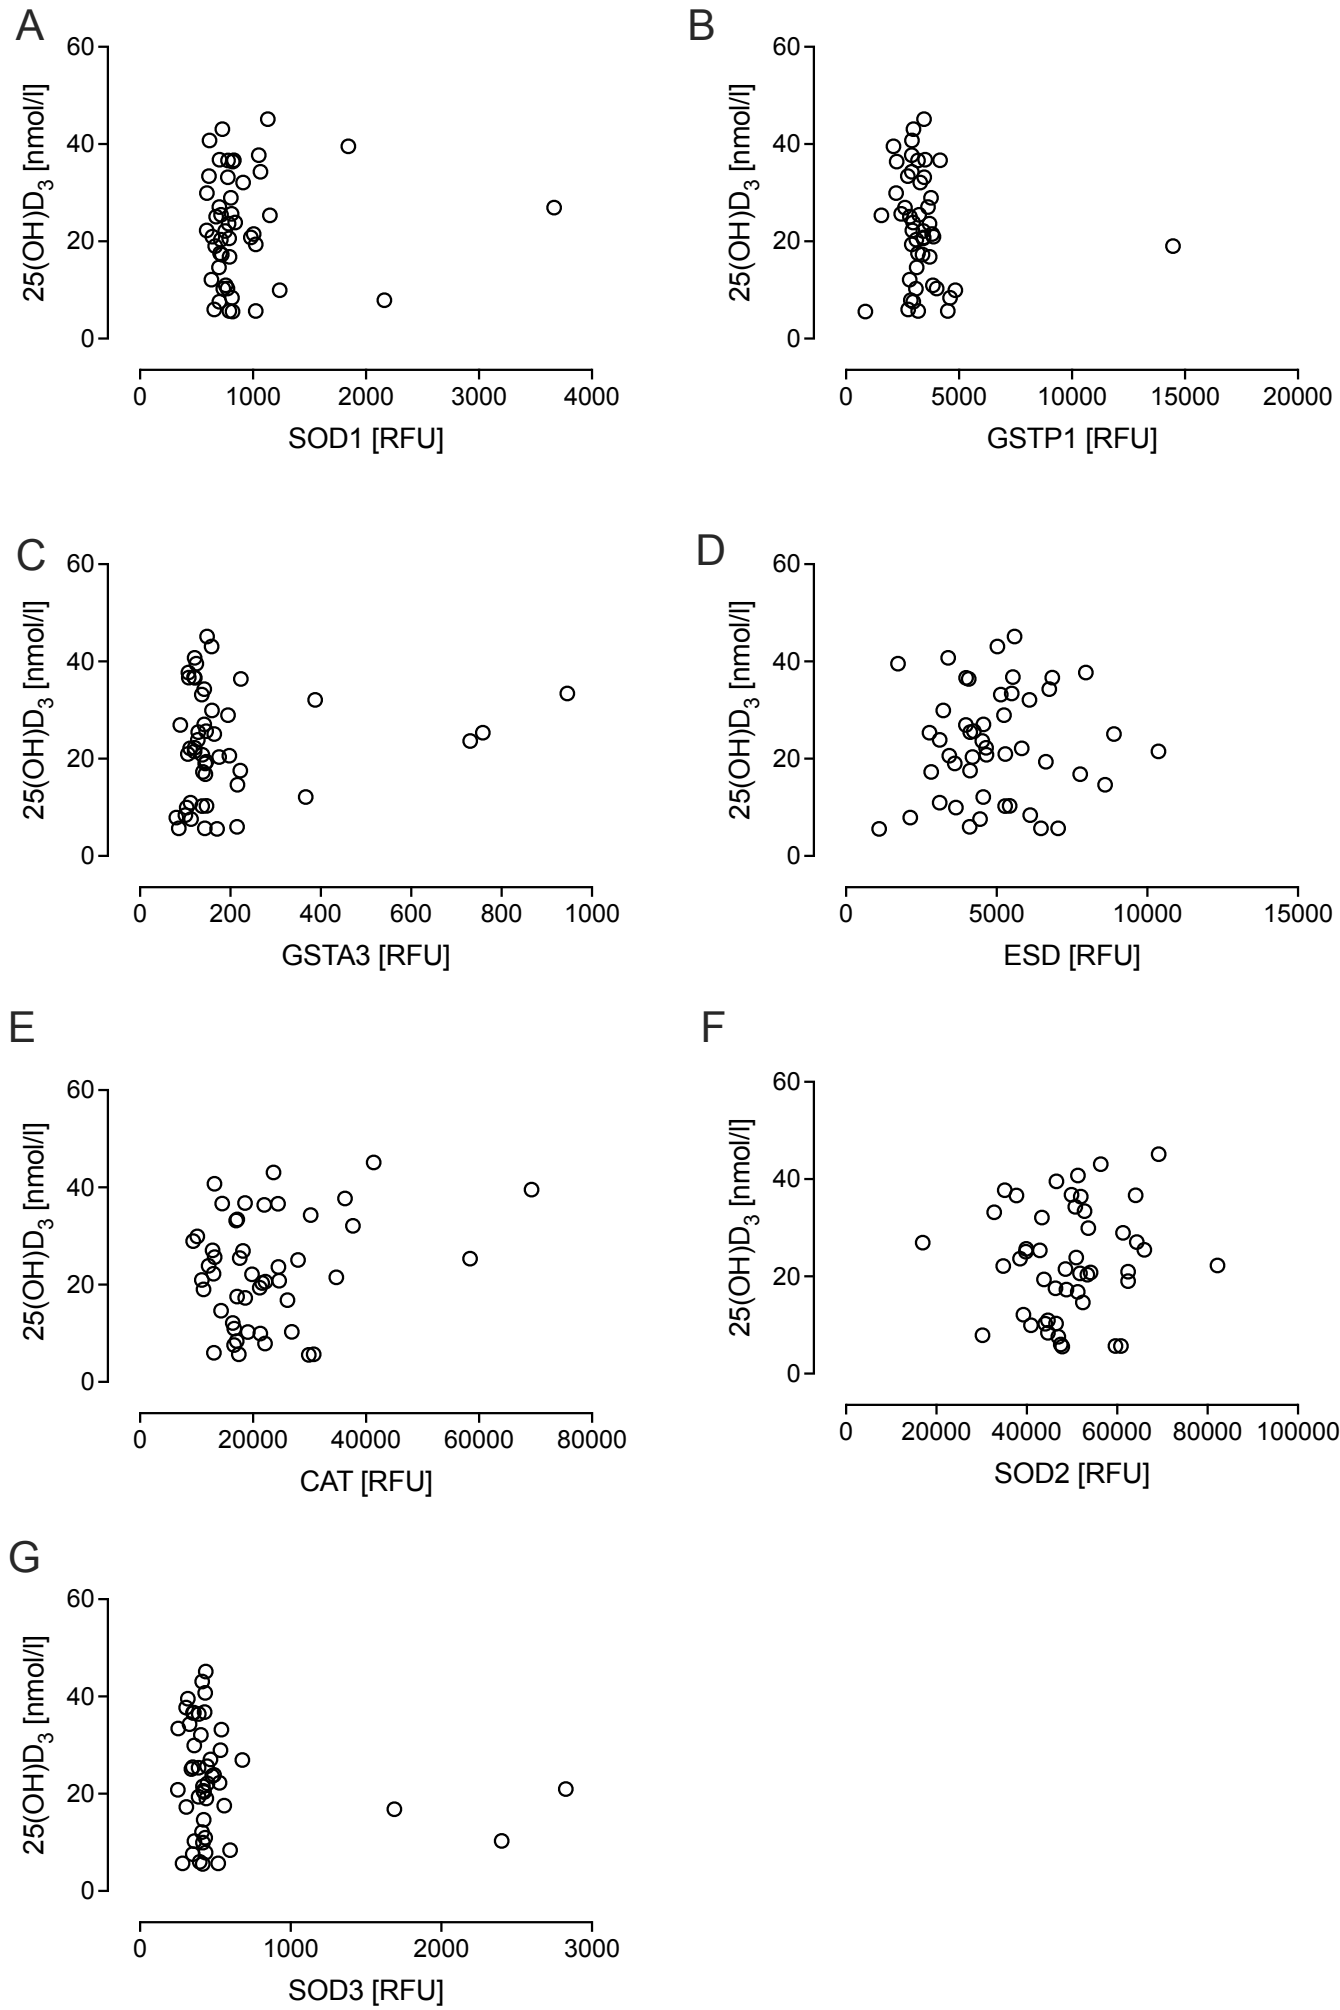 A
B
60
40
20
0
25(OH)D3 [nmol/l]
0 1000 2000 3000 4000
SOD1 [RFU]
60
40
20
0
25(OH)D3 [nmol/l]
0 5000 10000 15000 20000
GSTP1 [RFU]
C
D
60
40
20
0
25(OH)D3 [nmol/l]
0 200 400 600 800 1000
GSTA3 [RFU]
60
40
20
0
25(OH)D3 [nmol/l]
0 5000 10000 15000
ESD [RFU]
E
F
60
40
20
0
25(OH)D3 [nmol/l]
0 20000 40000 60000 80000
CAT [RFU]
60
40
20
0
25(OH)D3 [nmol/l]
0 20000 40000 60000 80000 100000
SOD2 [RFU]
G
60
40
20
0
25(OH)D3 [nmol/l]
0 1000 2000 3000
SOD3 [RFU]